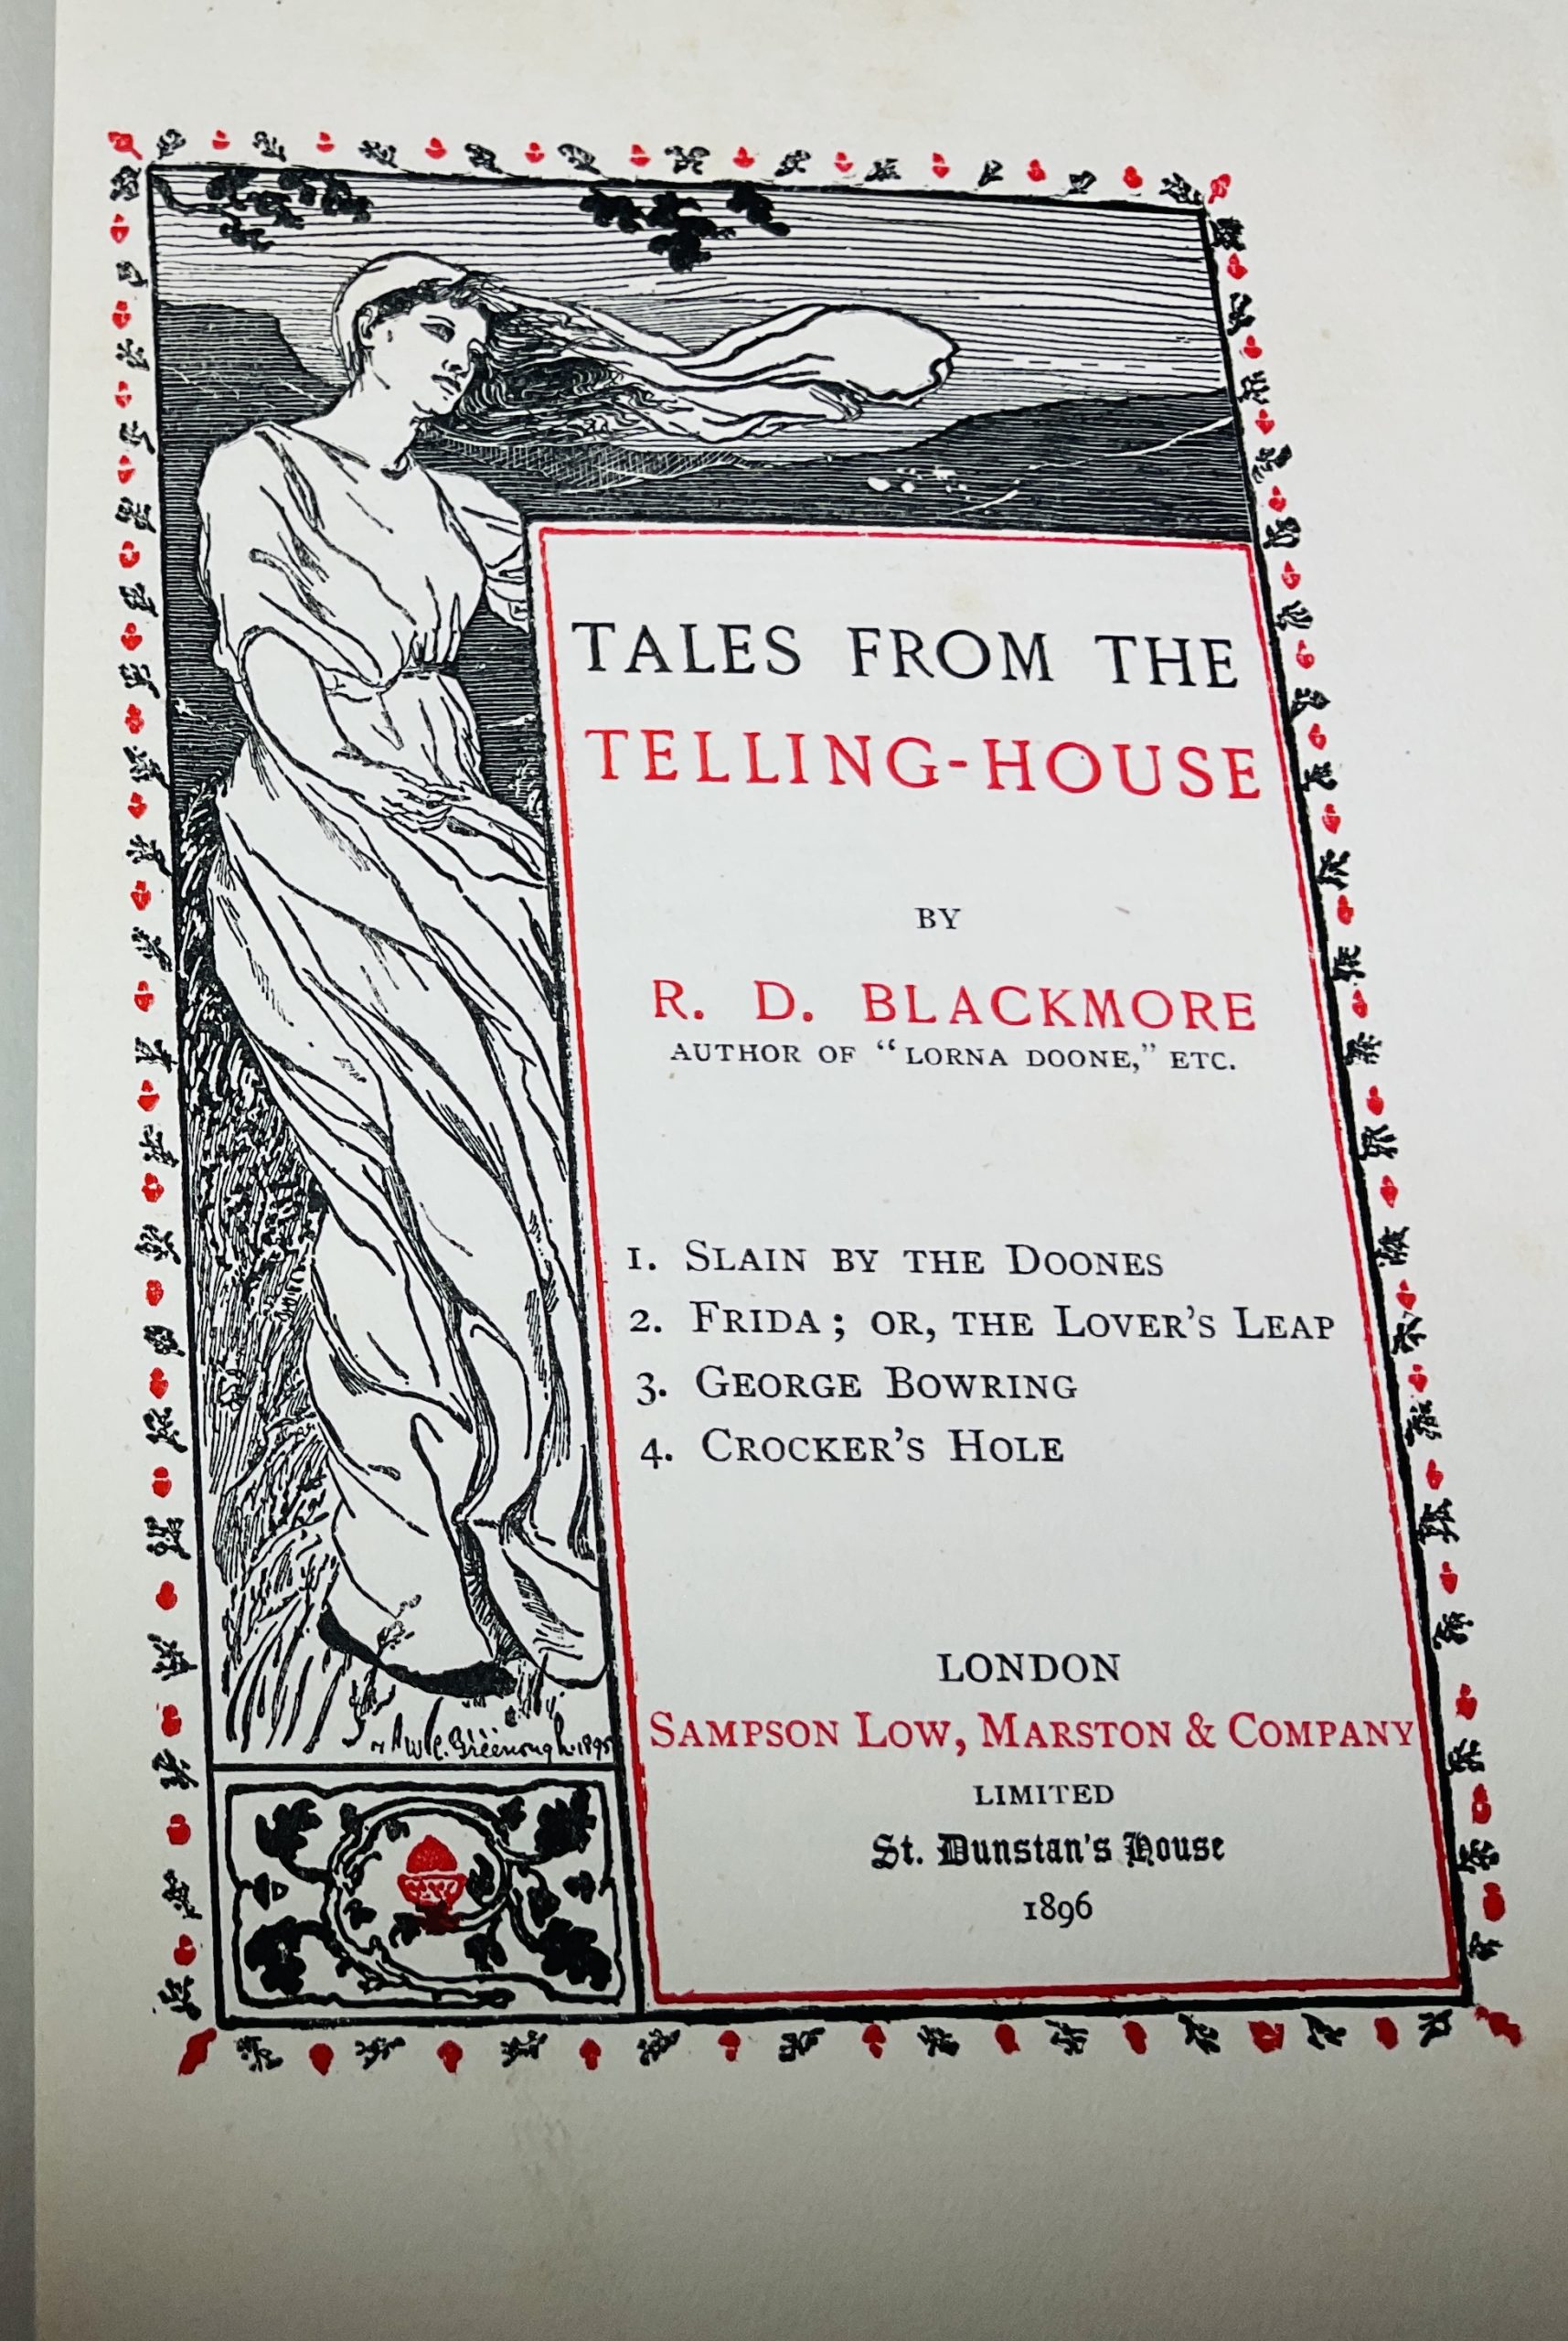 TALES FROM THE
TELLING-HOUSE
BY
R. D. BLACKMORE
AUTHOR OF “LORNA DOONE,” ETC.
1. SLAIN BY THE DOONES
2. FRIDA; OR, THE LOVER’S LEAP
3. GEORGE BOWRING
4. CROCKER’S HOLE
LONDON
SAMPSON LOW, MARSTON & COMPANY
LIMITED
St. Dunstan’s House
1896
Greenough 1895